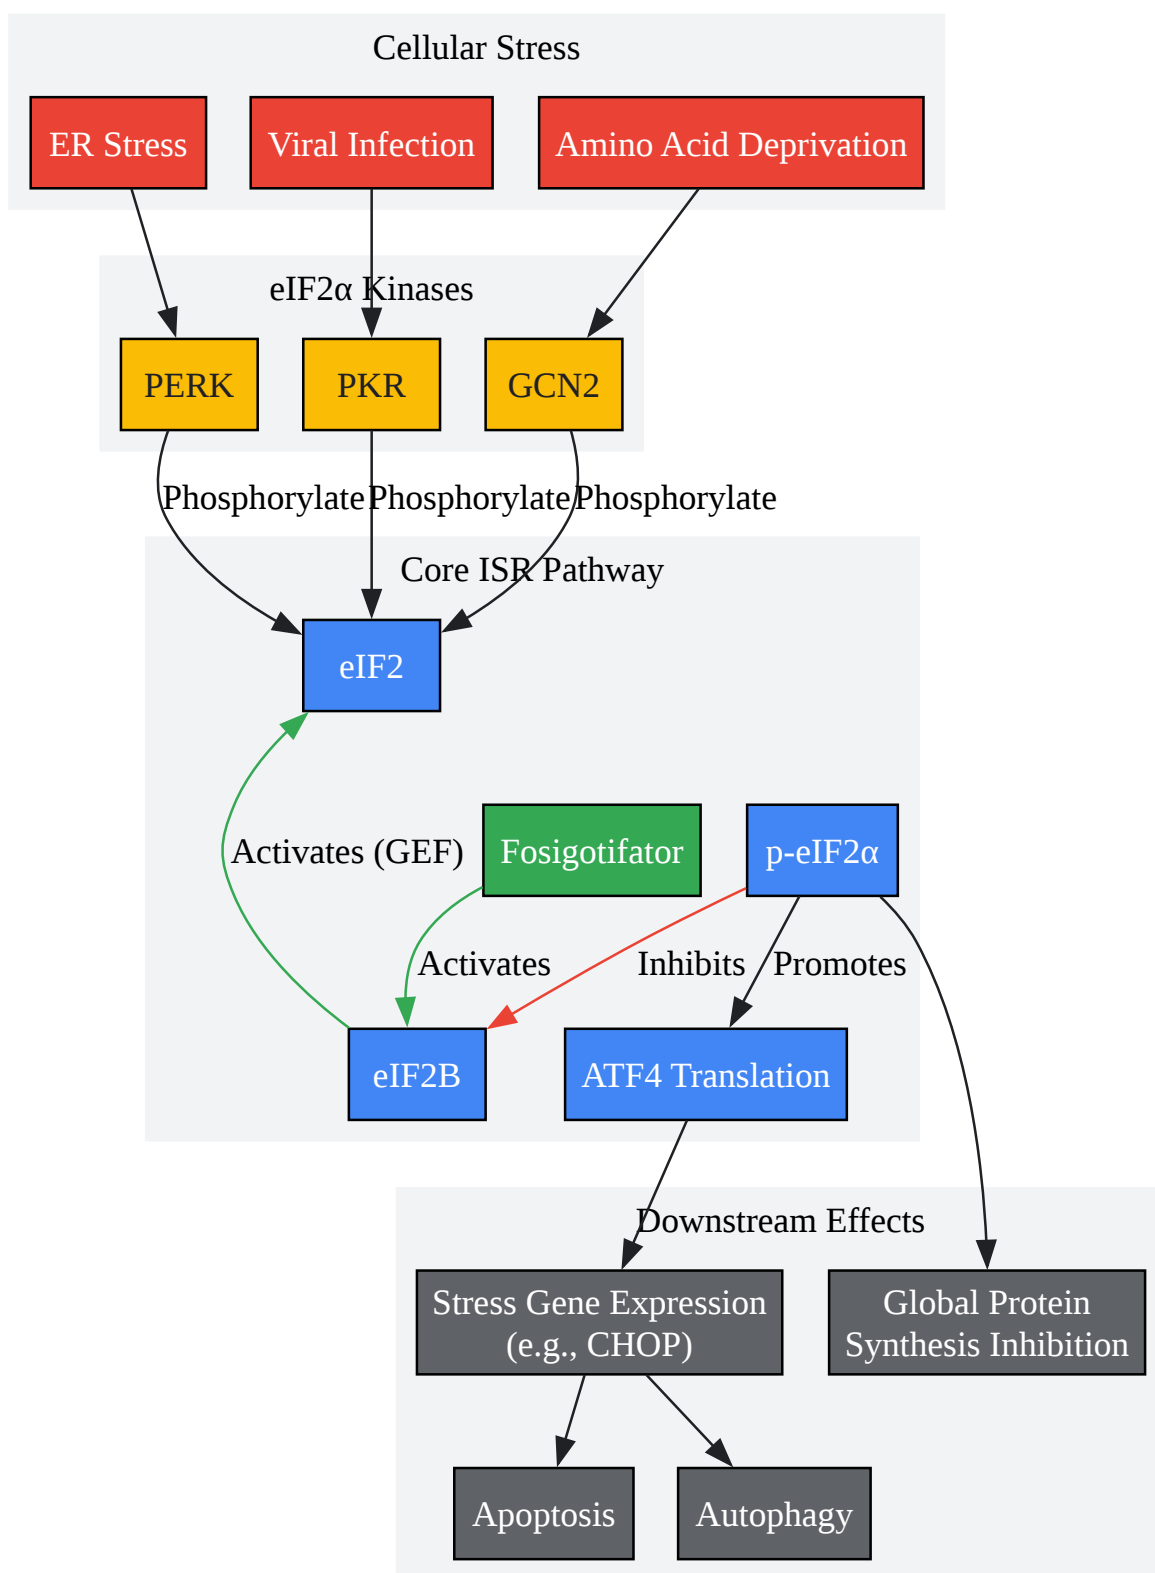 Cellular Stress
ER Stress
Viral Infection
Amino Acid Deprivation
eIF2α Kinases
PERK
PKR
GCN2
Phosphorylate
Phosphorylate
Phosphorylate
Core ISR Pathway
eIF2
Activates (GEF)
Fosigotifator
p-eIF2α
Activates
Inhibits
Promotes
eIF2B
ATF4 Translation
Downstream Effects
Stress Gene Expression
(e.g., CHOP)
Global Protein
Synthesis Inhibition
Apoptosis
Autophagy